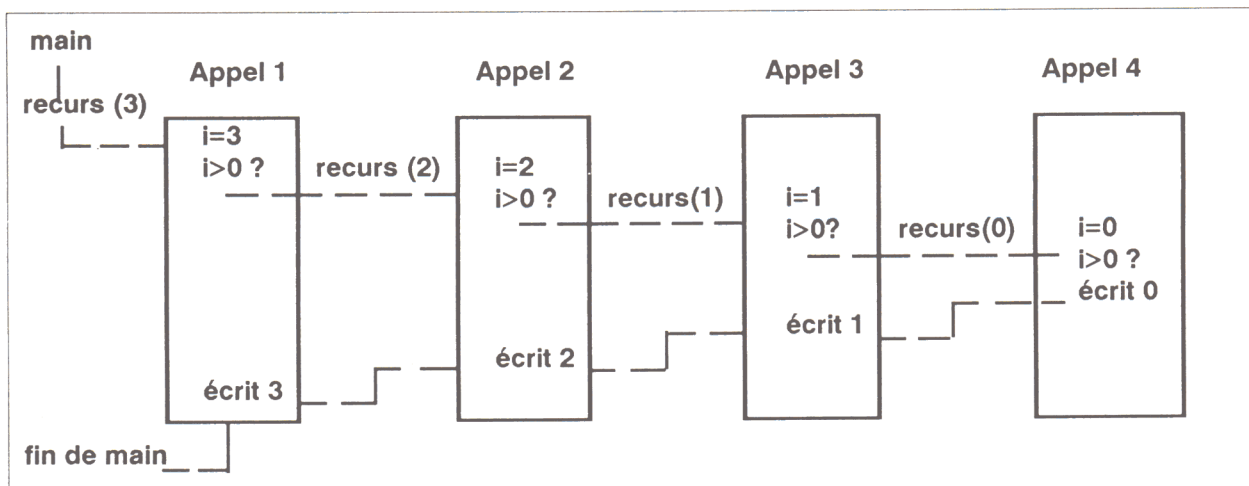 main
recurs (3)
Appel 1
i=3
i>0 ?
écrit 3
recurs (2)
Appel 2
i=2
i>0 ?
écrit 2
recurs(1)
Appel 3
i=1
i>0?
écrit 1
recurs(0)
Appel 4
i=0
i>0 ?
écrit 0
fin de main